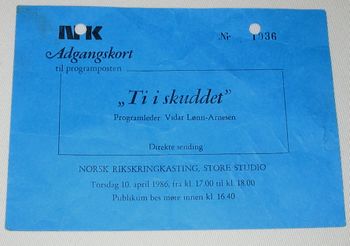 NRK
Nr 1936
Adgangskort
til programposten
„Ti i skuddet”
Programleder: Vidar Lønn-Arnesen
Direkte sending
NORSK RIKSKRINGKASTING, STORE STUDIO
Torsdag 10. april 1986, fra kl. 17.00 til kl. 18.00
Publikum bes møte innen kl. 16.40